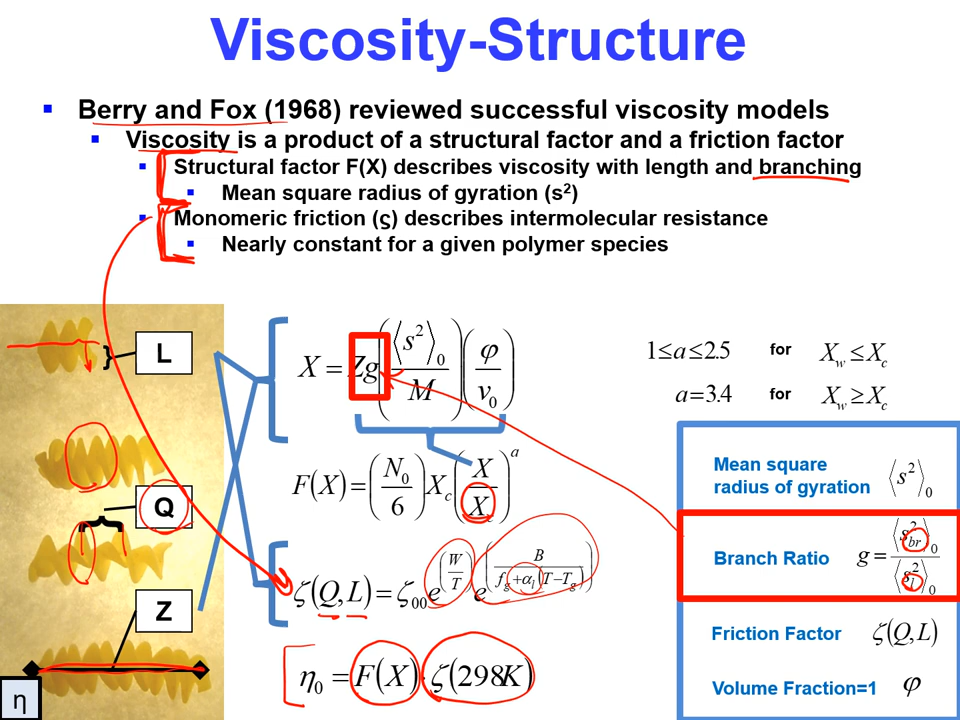 Viscosity-Structure
Berry and Fox (1968) reviewed successful viscosity models
Viscosity is a product of a structural factor and a friction factor
Structural factor F(X) describes viscosity with length and branching
Mean square radius of gyration (s²)
Monomeric friction (ς) describes intermolecular resistance
Nearly constant for a given polymer species
} L
Q
Z
η
X = Zg(⟨s²⟩₀/M)(φ/v₀)
F(X) = (N₀/6)X_c(X/X_c)^a
ζ(Q,L) = ζ₀₀e^(W/T) e^(B/(f_g+α_l(T−T_g)))
η₀ = F(X)·ζ(298K)
1≤a≤2.5 for X_w ≤ X_c
a=3.4 for X_w ≥ X_c
Mean square
radius of gyration ⟨s²⟩₀
Branch Ratio g = ⟨s²_br⟩₀/⟨s²_l⟩₀
Friction Factor ζ(Q,L)
Volume Fraction=1 φ